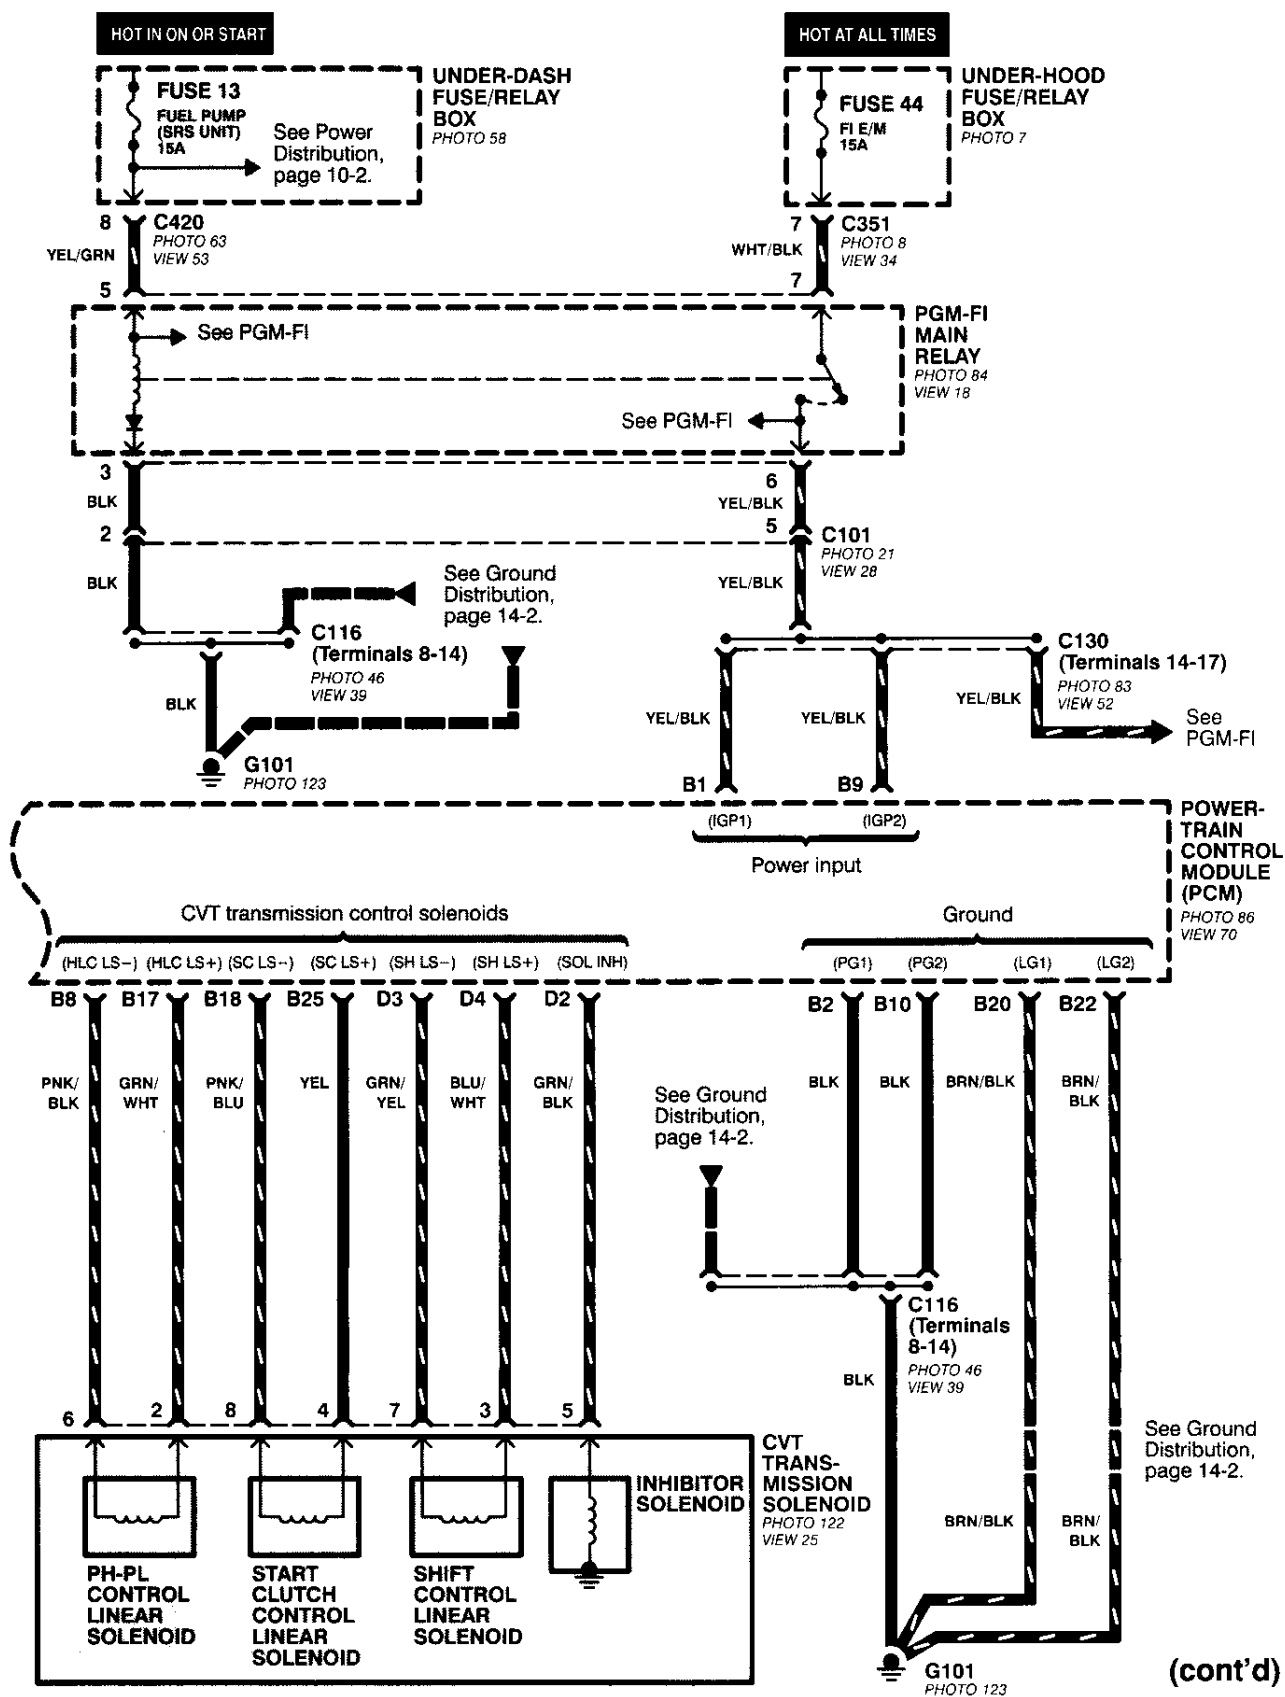 HOT IN ON OR START
HOT AT ALL TIMES
FUSE 13
FUEL PUMP
(SRS UNIT)
15A
See Power
Distribution,
page 10-2.
UNDER-DASH
FUSE/RELAY
BOX
PHOTO 58
FUSE 44
FI E/M
15A
UNDER-HOOD
FUSE/RELAY
BOX
PHOTO 7
8
C420
PHOTO 63
VIEW 53
YEL/GRN
5
7
C351
PHOTO 8
VIEW 34
WHT/BLK
7
See PGM-FI
See PGM-FI
PGM-FI
MAIN
RELAY
PHOTO 84
VIEW 18
3
BLK
2
6
YEL/BLK
5
C101
PHOTO 21
VIEW 28
BLK
YEL/BLK
See Ground
Distribution,
page 14-2.
C116
(Terminals 8-14)
PHOTO 46
VIEW 39
BLK
G101
PHOTO 123
C130
(Terminals 14-17)
PHOTO 83
VIEW 52
YEL/BLK
YEL/BLK
YEL/BLK
See
PGM-FI
B1
B9
(IGP1)
(IGP2)
Power input
POWER-
TRAIN
CONTROL
MODULE
(PCM)
PHOTO 86
VIEW 70
CVT transmission control solenoids
Ground
(HLC LS–)
(HLC LS+)
(SC LS–)
(SC LS+)
(SH LS–)
(SH LS+)
(SOL INH)
(PG1)
(PG2)
(LG1)
(LG2)
B8
B17
B18
B25
D3
D4
D2
B2
B10
B20
B22
PNK/
BLK
GRN/
WHT
PNK/
BLU
YEL
GRN/
YEL
BLU/
WHT
GRN/
BLK
BLK
BLK
BRN/BLK
BRN/
BLK
See Ground
Distribution,
page 14-2.
C116
(Terminals
8-14)
PHOTO 46
VIEW 39
BLK
6
2
8
4
7
3
5
CVT
TRANS-
MISSION
SOLENOID
PHOTO 122
VIEW 25
INHIBITOR
SOLENOID
PH-PL
CONTROL
LINEAR
SOLENOID
START
CLUTCH
CONTROL
LINEAR
SOLENOID
SHIFT
CONTROL
LINEAR
SOLENOID
See Ground
Distribution,
page 14-2.
BRN/BLK
BRN/
BLK
G101
PHOTO 123
(cont'd)